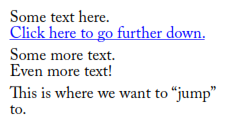 Some text here.
Click here to go further down.
Some more text.
Even more text!
This is where we want to “jump”
to.